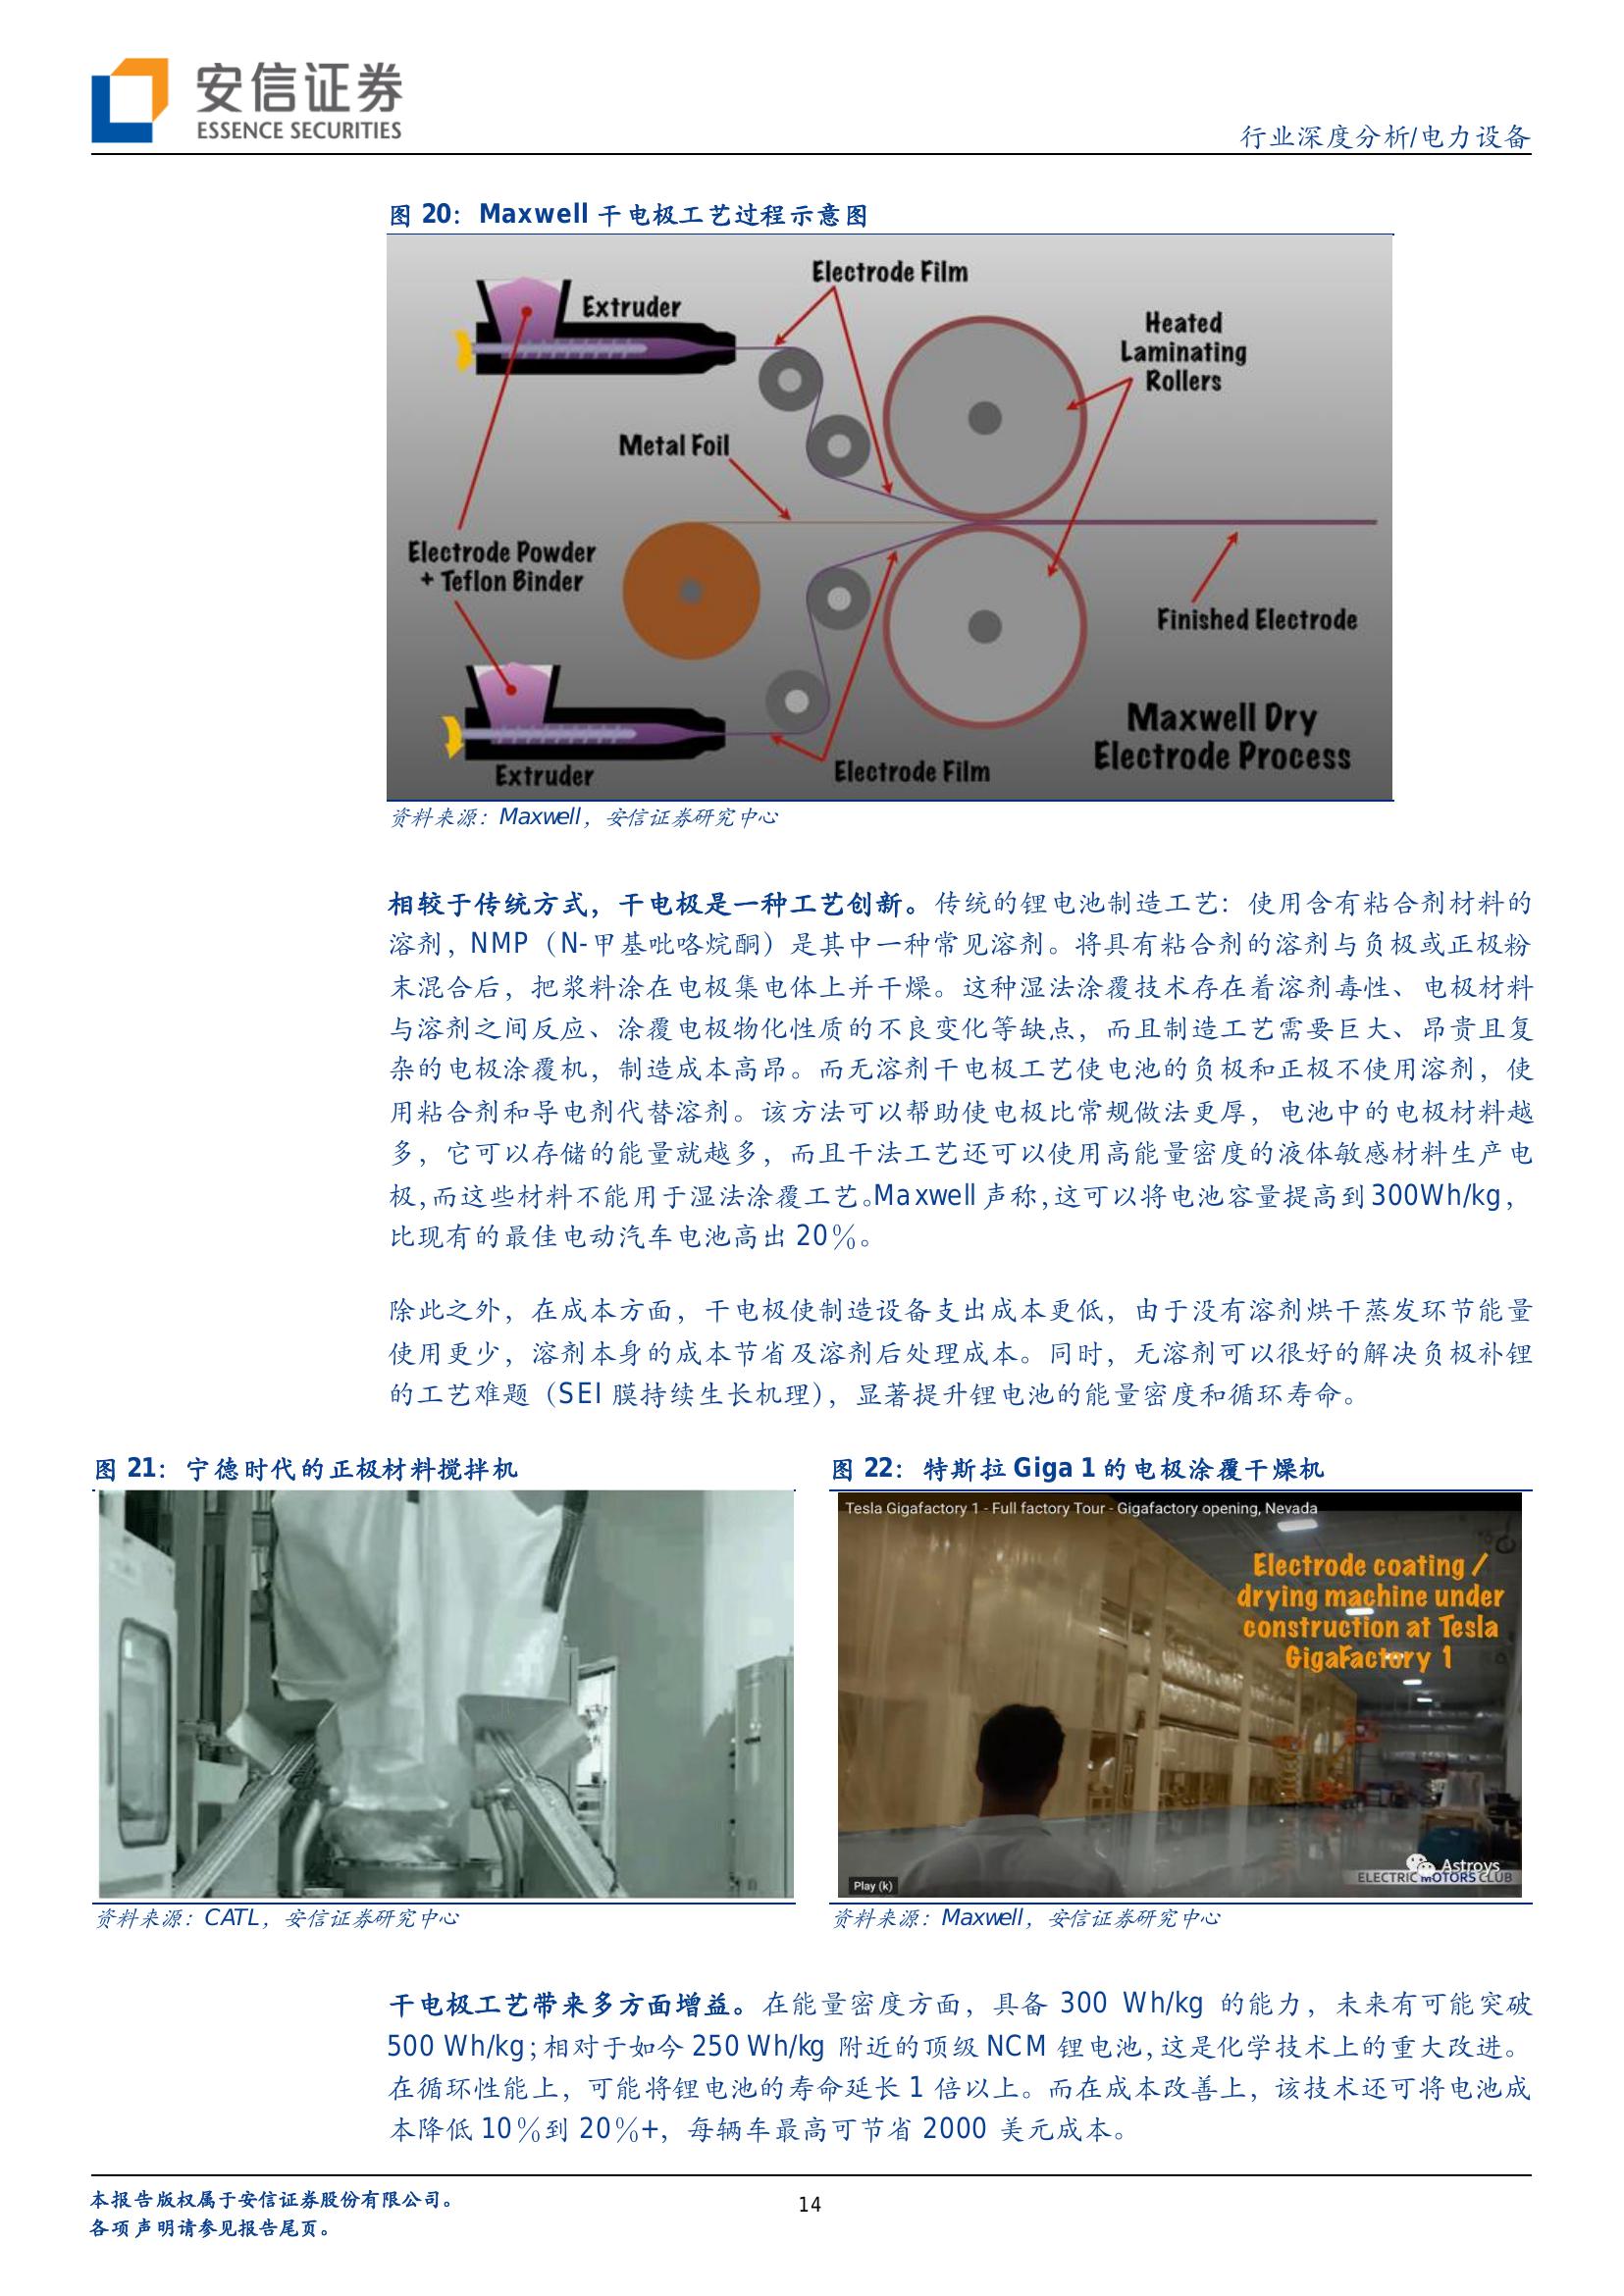 安信证券
ESSENCE SECURITIES
行业深度分析/电力设备
图 20：Maxwell 干电极工艺过程示意图
Electrode Film
Extruder
Heated
Laminating
Rollers
Metal Foil
Electrode Powder
+ Teflon Binder
Finished Electrode
Maxwell Dry
Electrode Process
Extruder
Electrode Film
资料来源：Maxwell，安信证券研究中心
相较于传统方式，干电极是一种工艺创新。传统的锂电池制造工艺：使用含有粘合剂材料的
溶剂，NMP（N-甲基吡咯烷酮）是其中一种常见溶剂。将具有粘合剂的溶剂与负极或正极粉
末混合后，把浆料涂在电极集电体上并干燥。这种湿法涂覆技术存在着溶剂毒性、电极材料
与溶剂之间反应、涂覆电极物化性质的不良变化等缺点，而且制造工艺需要巨大、昂贵且复
杂的电极涂覆机，制造成本高昂。而无溶剂干电极工艺使电池的负极和正极不使用溶剂，使
用粘合剂和导电剂代替溶剂。该方法可以帮助使电极比常规做法更厚，电池中的电极材料越
多，它可以存储的能量就越多，而且干法工艺还可以使用高能量密度的液体敏感材料生产电
极，而这些材料不能用于湿法涂覆工艺。Maxwell 声称，这可以将电池容量提高到 300Wh/kg，
比现有的最佳电动汽车电池高出 20％。
除此之外，在成本方面，干电极使制造设备支出成本更低，由于没有溶剂烘干蒸发环节能量
使用更少，溶剂本身的成本节省及溶剂后处理成本。同时，无溶剂可以很好的解决负极补锂
的工艺难题（SEI 膜持续生长机理），显著提升锂电池的能量密度和循环寿命。
图 21：宁德时代的正极材料搅拌机
图 22：特斯拉 Giga 1 的电极涂覆干燥机
Tesla Gigafactory 1 - Full factory Tour - Gigafactory opening, Nevada
Electrode coating /
drying machine under
construction at Tesla
GigaFactory 1
Astroys
ELECTRIC MOTORS CLUB
Play (k)
资料来源：CATL，安信证券研究中心
资料来源：Maxwell，安信证券研究中心
干电极工艺带来多方面增益。在能量密度方面，具备 300 Wh/kg 的能力，未来有可能突破
500 Wh/kg；相对于如今 250 Wh/kg 附近的顶级 NCM 锂电池，这是化学技术上的重大改进。
在循环性能上，可能将锂电池的寿命延长 1 倍以上。而在成本改善上，该技术还可将电池成
本降低 10％到 20％+，每辆车最高可节省 2000 美元成本。
本报告版权属于安信证券股份有限公司。
各项声明请参见报告尾页。
14